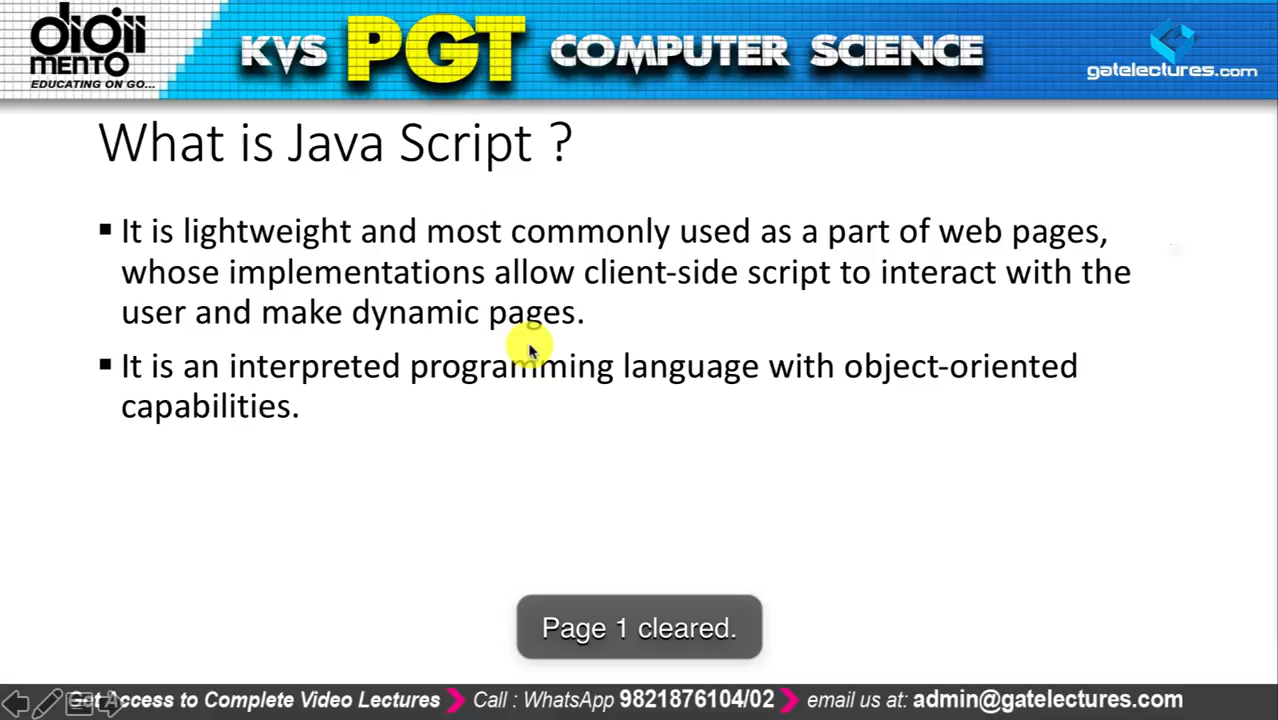 digii
MENTO
EDUCATING ON GO...
KVS PGT COMPUTER SCIENCE
gatelectures.com
What is Java Script ?
▪ It is lightweight and most commonly used as a part of web pages,
whose implementations allow client-side script to interact with the
user and make dynamic pages.
▪ It is an interpreted programming language with object-oriented
capabilities.
Page 1 cleared.
Get Access to Complete Video Lectures Call : WhatsApp 9821876104/02 email us at: admin@gatelectures.com